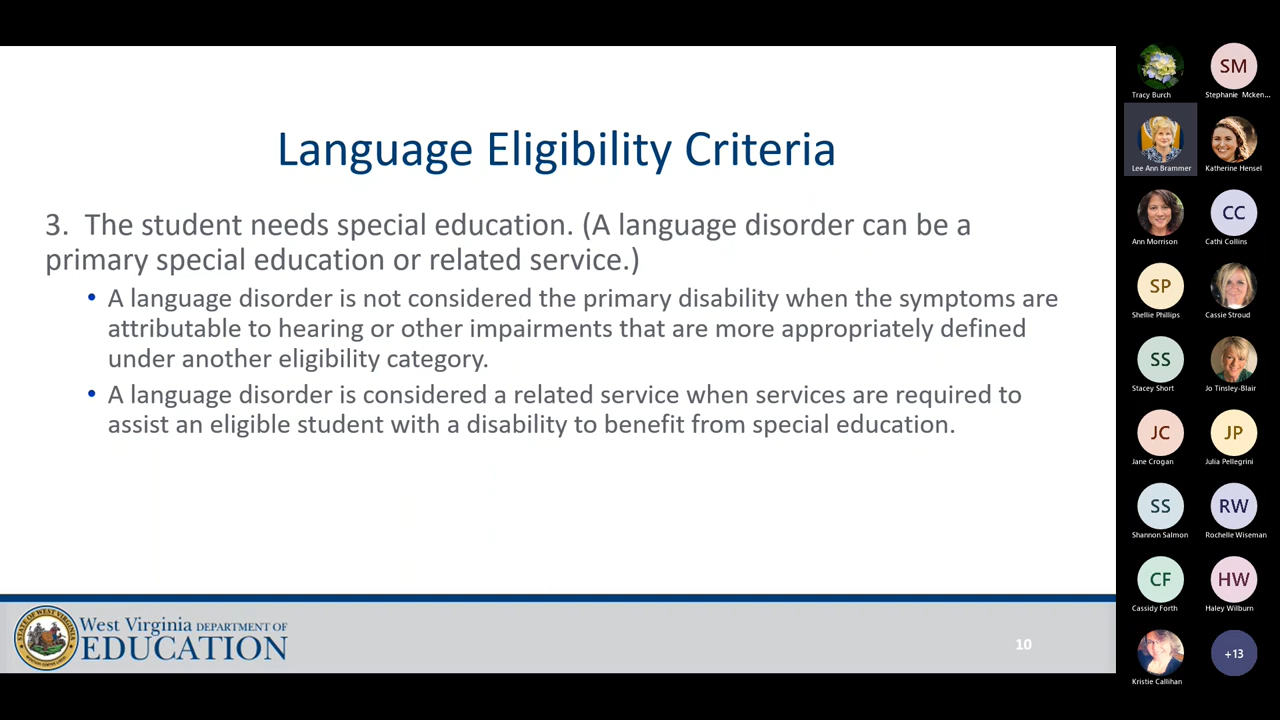 Language Eligibility Criteria
3. The student needs special education. (A language disorder can be a
primary special education or related service.)
• A language disorder is not considered the primary disability when the symptoms are
attributable to hearing or other impairments that are more appropriately defined
under another eligibility category.
• A language disorder is considered a related service when services are required to
assist an eligible student with a disability to benefit from special education.
West Virginia DEPARTMENT OF
EDUCATION
10
Tracy Burch
SM
Stephanie Mcken...
Lee Ann Brammer
Katherine Hensel
Ann Morrison
CC
Cathi Collins
SP
Shellie Phillips
Cassie Stroud
SS
Stacey Short
Jo Tinsley-Blair
JC
Jane Crogan
JP
Julia Pellegrini
SS
Shannon Salmon
RW
Rochelle Wiseman
CF
Cassidy Forth
HW
Haley Wilburn
Kristie Callihan
+13